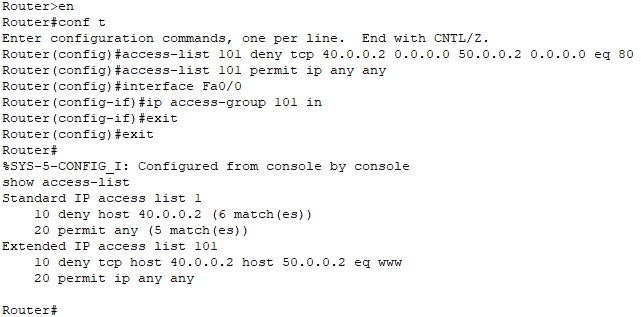 Router>en
Router#conf t
Enter configuration commands, one per line.  End with CNTL/Z.
Router(config)#access-list 101 deny tcp 40.0.0.2 0.0.0.0 50.0.0.2 0.0.0.0 eq 80
Router(config)#access-list 101 permit ip any any
Router(config)#interface Fa0/0
Router(config-if)#ip access-group 101 in
Router(config-if)#exit
Router(config)#exit
Router#
%SYS-5-CONFIG_I: Configured from console by console
show access-list
Standard IP access list 1
    10 deny host 40.0.0.2 (6 match(es))
    20 permit any (5 match(es))
Extended IP access list 101
    10 deny tcp host 40.0.0.2 host 50.0.0.2 eq www
    20 permit ip any any

Router#